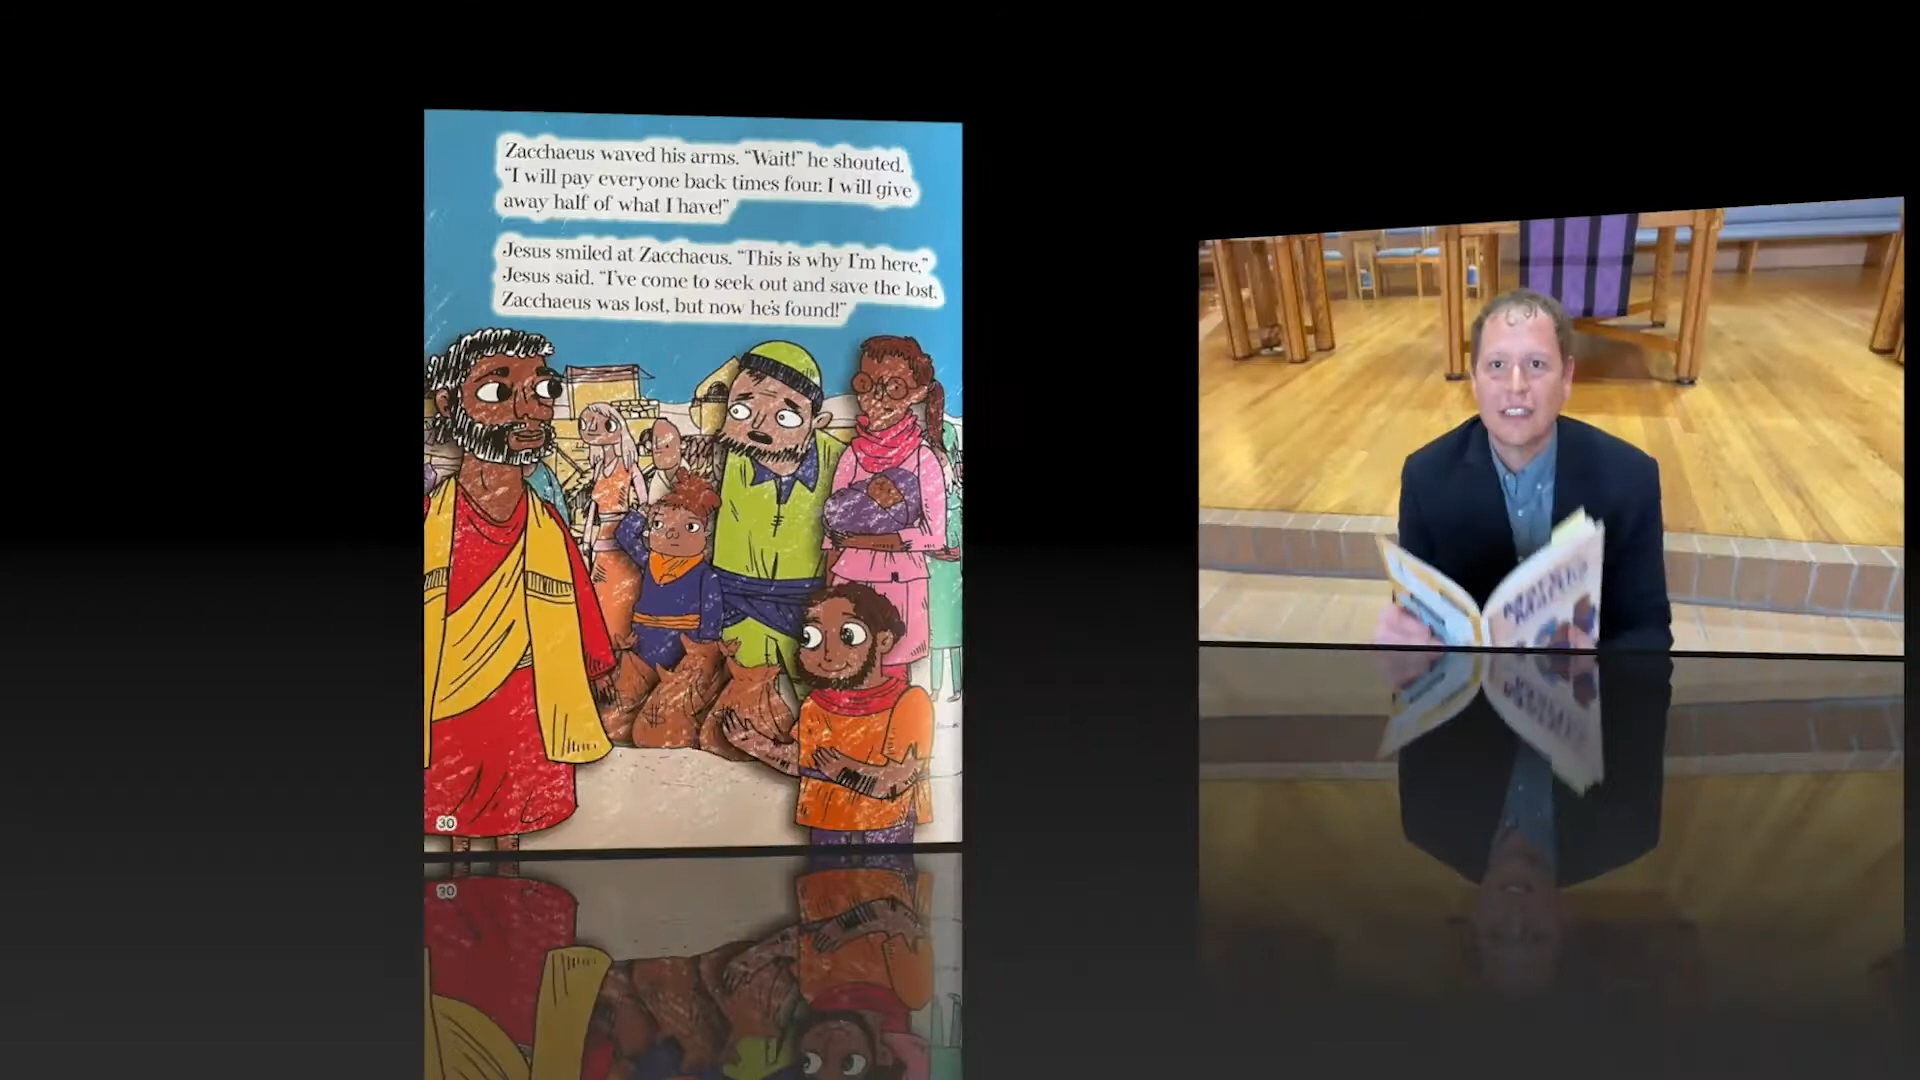 Zacchaeus waved his arms. “Wait!” he shouted.
“I will pay everyone back times four. I will give
away half of what I have!”
Jesus smiled at Zacchaeus. “This is why I’m here,”
Jesus said. “I’ve come to seek out and save the lost.
Zacchaeus was lost, but now he’s found!”
30